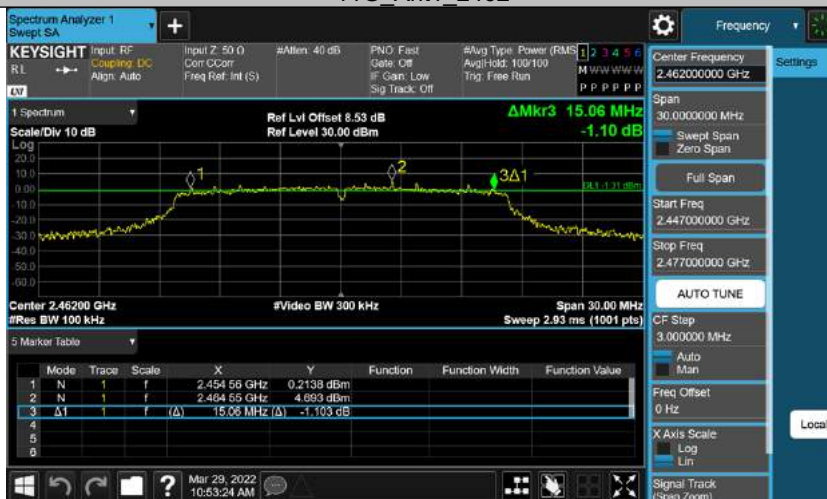 Spectrum Analyzer 1
Swept SA
+
Frequency
KEYSIGHT
RL
LXI
Input: RF
Coupling: DC
Align: Auto
Input Z: 50 Ω
Corr CCorr
Freq Ref: Int (S)
#Atten: 40 dB
PNO: Fast
Gate: Off
IF Gain: Low
Sig Track: Off
#Avg Type: Power (RMS
Avg|Hold: 100/100
Trig: Free Run
1 2 3 4 5 6
M W W W W W
P P P P P P
1 Spectrum
Scale/Div 10 dB
Ref Lvl Offset 8.53 dB
Ref Level 30.00 dBm
ΔMkr3 15.06 MHz
-1.10 dB
Log
20.0
10.0
0.00
-10.0
-20.0
-30.0
-40.0
-50.0
-60.0
1
2
3Δ1
DL1 -1.31 dBm
Center 2.46200 GHz
#Res BW 100 kHz
#Video BW 300 kHz
Span 30.00 MHz
Sweep 2.93 ms (1001 pts)
5 Marker Table
Mode Trace Scale X Y Function Function Width Function Value
1 N 1 f 2.454 56 GHz 0.2138 dBm
2 N 1 f 2.464 55 GHz 4.693 dBm
3 Δ1 1 f (Δ) 15.06 MHz (Δ) -1.103 dB
4
5
6
Mar 29, 2022
10:53:24 AM
?
Center Frequency
2.462000000 GHz
Settings
Span
30.0000000 MHz
Swept Span
Zero Span
Full Span
Start Freq
2.447000000 GHz
Stop Freq
2.477000000 GHz
AUTO TUNE
CF Step
3.000000 MHz
Auto
Man
Freq Offset
0 Hz
X Axis Scale
Log
Lin
Local
Signal Track
(Span Zoom)